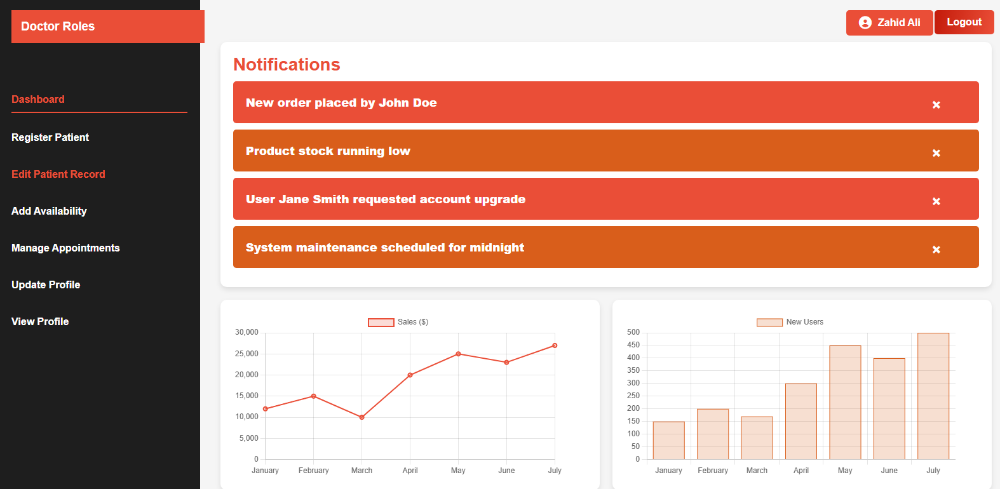 Doctor Roles
Zahid Ali
Logout
Dashboard
Register Patient
Edit Patient Record
Add Availability
Manage Appointments
Update Profile
View Profile
Notifications
New order placed by John Doe ×
Product stock running low ×
User Jane Smith requested account upgrade ×
System maintenance scheduled for midnight ×
Sales ($)
30,000
25,000
20,000
15,000
10,000
5,000
0
January February March April May June July
New Users
500
450
400
350
300
250
200
150
100
50
0
January February March April May June July